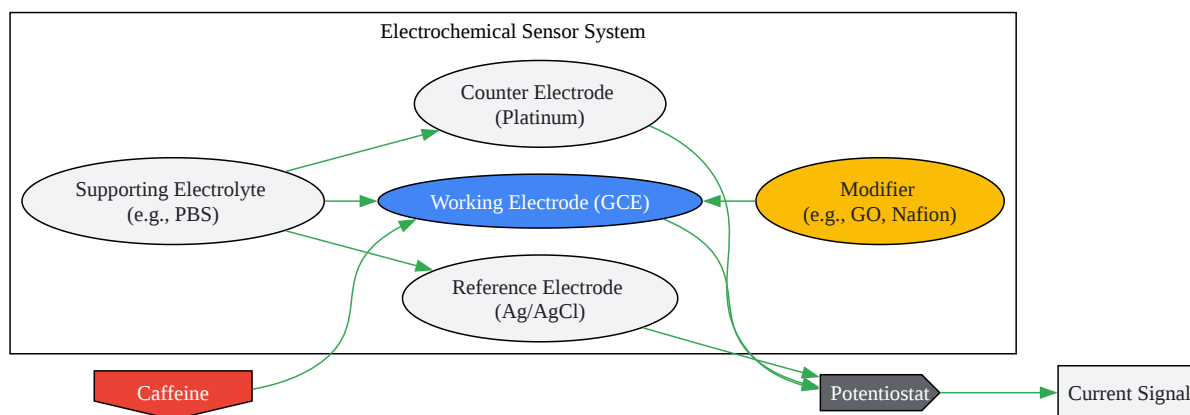 Electrochemical Sensor System
Counter Electrode
(Platinum)
Supporting Electrolyte
(e.g., PBS)
Working Electrode (GCE)
Modifier
(e.g., GO, Nafion)
Reference Electrode
(Ag/AgCl)
Caffeine
Potentiostat
Current Signal